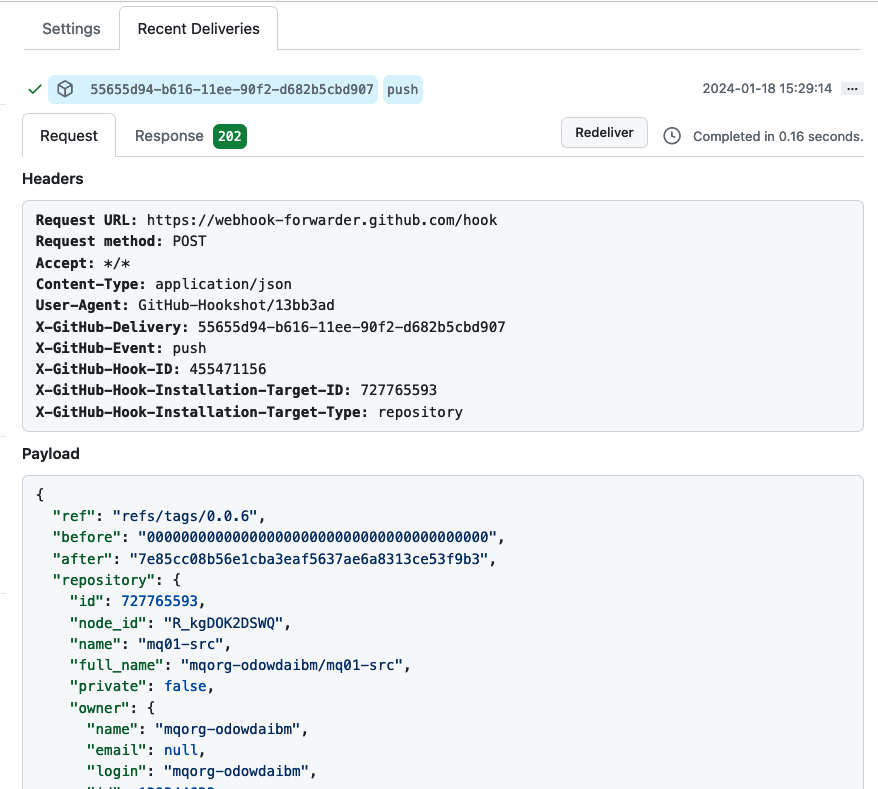 Settings
Recent Deliveries
55655d94-b616-11ee-90f2-d682b5cbd907 push 2024-01-18 15:29:14 ...
Request Response 202 Redeliver Completed in 0.16 seconds.
Headers
Request URL: https://webhook-forwarder.github.com/hook
Request method: POST
Accept: */*
Content-Type: application/json
User-Agent: GitHub-Hookshot/13bb3ad
X-GitHub-Delivery: 55655d94-b616-11ee-90f2-d682b5cbd907
X-GitHub-Event: push
X-GitHub-Hook-ID: 455471156
X-GitHub-Hook-Installation-Target-ID: 727765593
X-GitHub-Hook-Installation-Target-Type: repository
Payload
{
"ref": "refs/tags/0.0.6",
"before": "0000000000000000000000000000000000000000",
"after": "7e85cc08b56e1cba3eaf5637ae6a8313ce53f9b3",
"repository": {
"id": 727765593,
"node_id": "R_kgDOK2DSWQ",
"name": "mq01-src",
"full_name": "mqorg-odowdaibm/mq01-src",
"private": false,
"owner": {
"name": "mqorg-odowdaibm",
"email": null,
"login": "mqorg-odowdaibm",